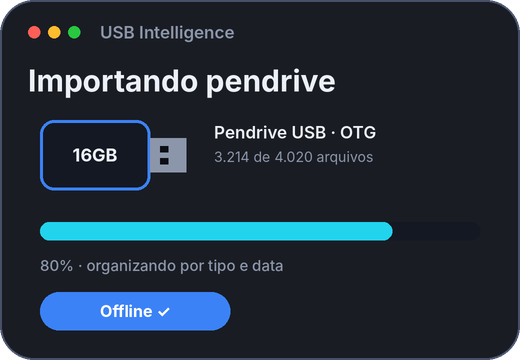 USB Intelligence
Importando pendrive
16GB
Pendrive USB · OTG
3.214 de 4.020 arquivos
80% · organizando por tipo e data
Offline ✓